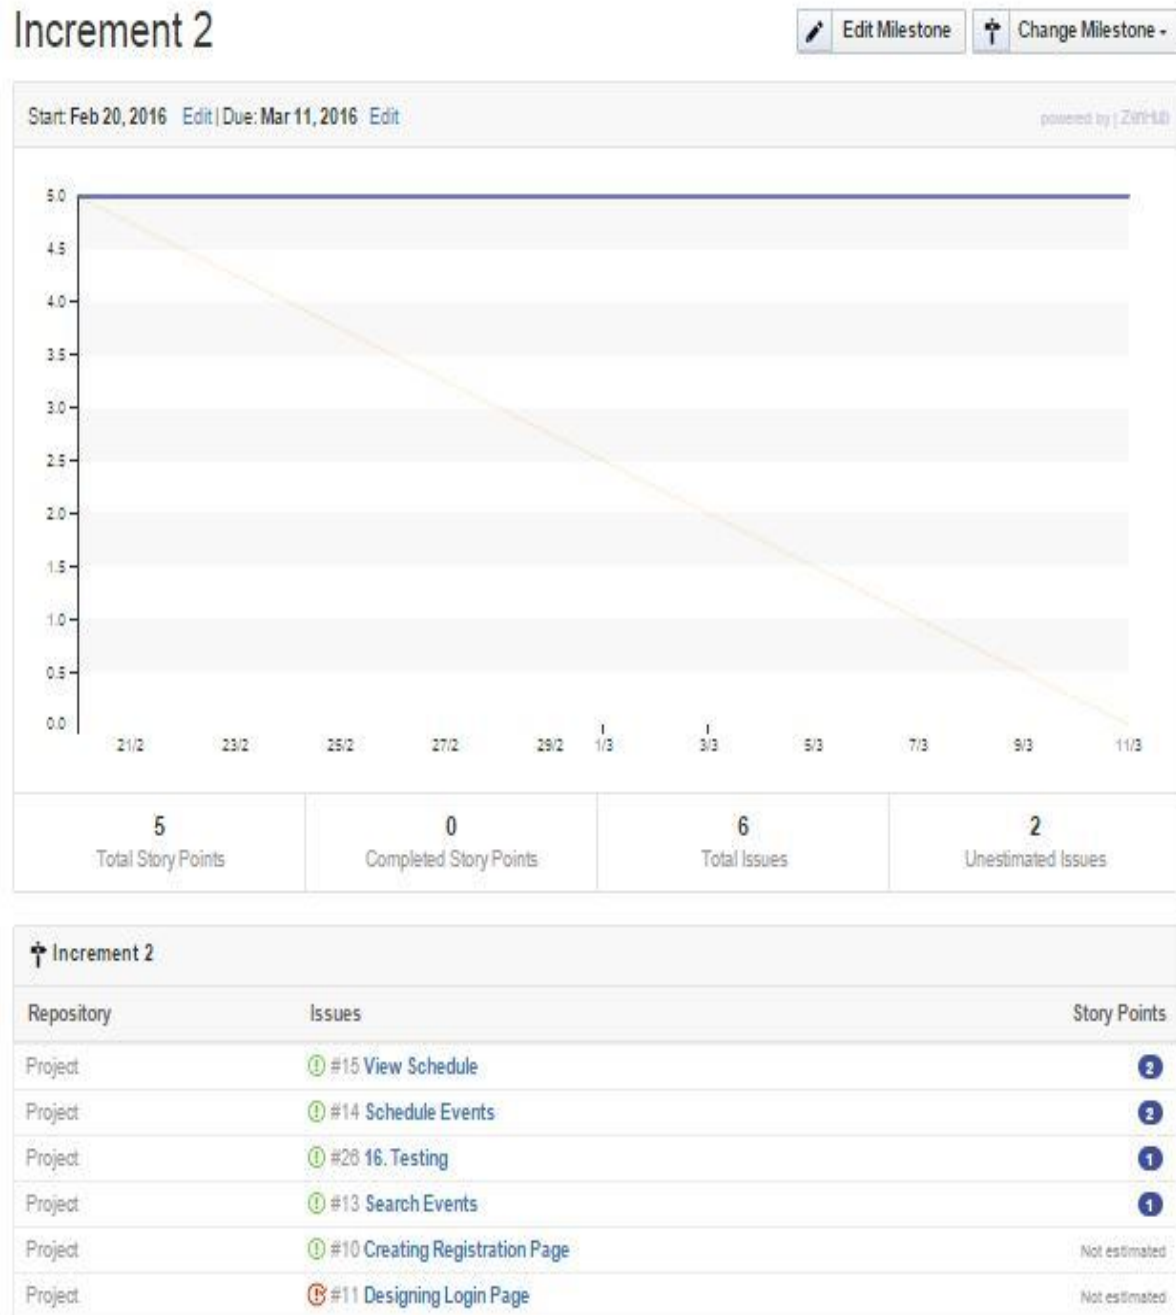 Increment 2
Edit Milestone
Change Milestone
Start: Feb 20, 2016 Edit | Due: Mar 11, 2016 Edit
powered by | ZenHub
5.0
4.5
4.0
3.5
3.0
2.5
2.0
1.5
1.0
0.5
0.0
21/2 23/2 25/2 27/2 29/2 1/3 3/3 5/3 7/3 9/3 11/3
5 0 6 2
Total Story Points Completed Story Points Total Issues Unestimated Issues
Increment 2
Repository Issues Story Points
Project #15 View Schedule 2
Project #14 Schedule Events 2
Project #26 16. Testing 1
Project #13 Search Events 1
Project #10 Creating Registration Page Not estimated
Project #11 Designing Login Page Not estimated